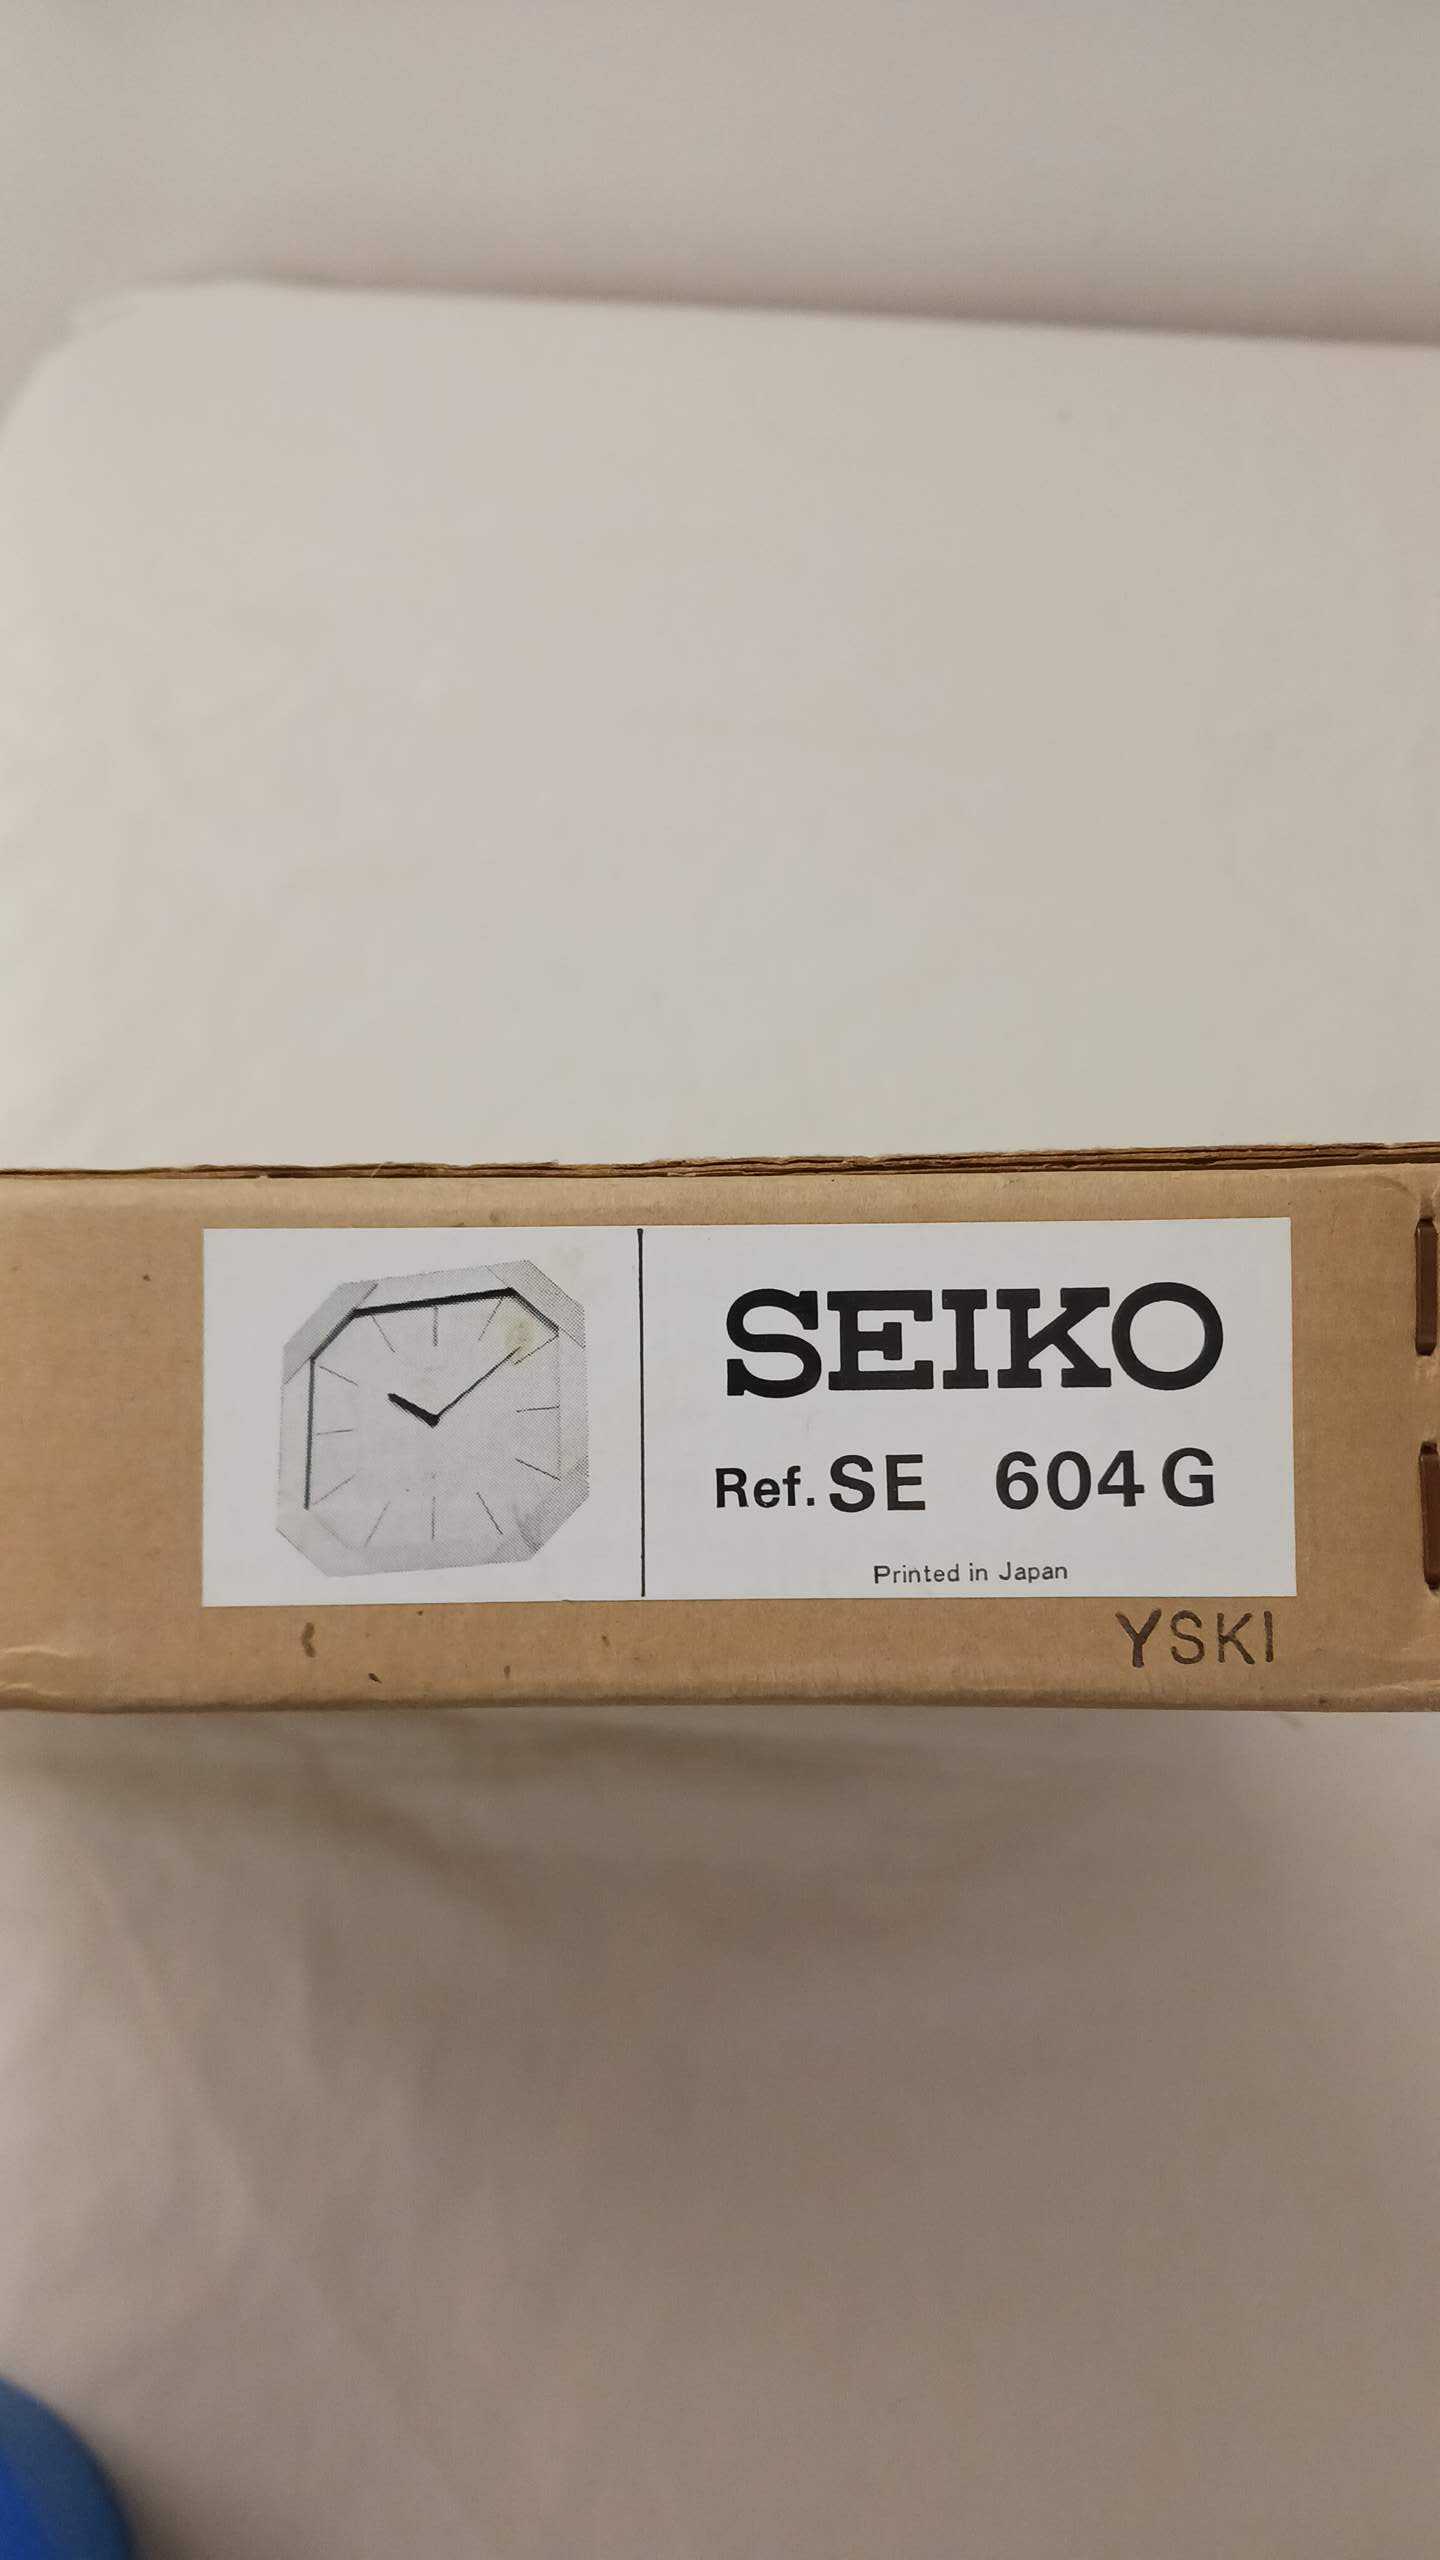 SEIKO
Ref. SE 604 G
Printed in Japan
YSKI